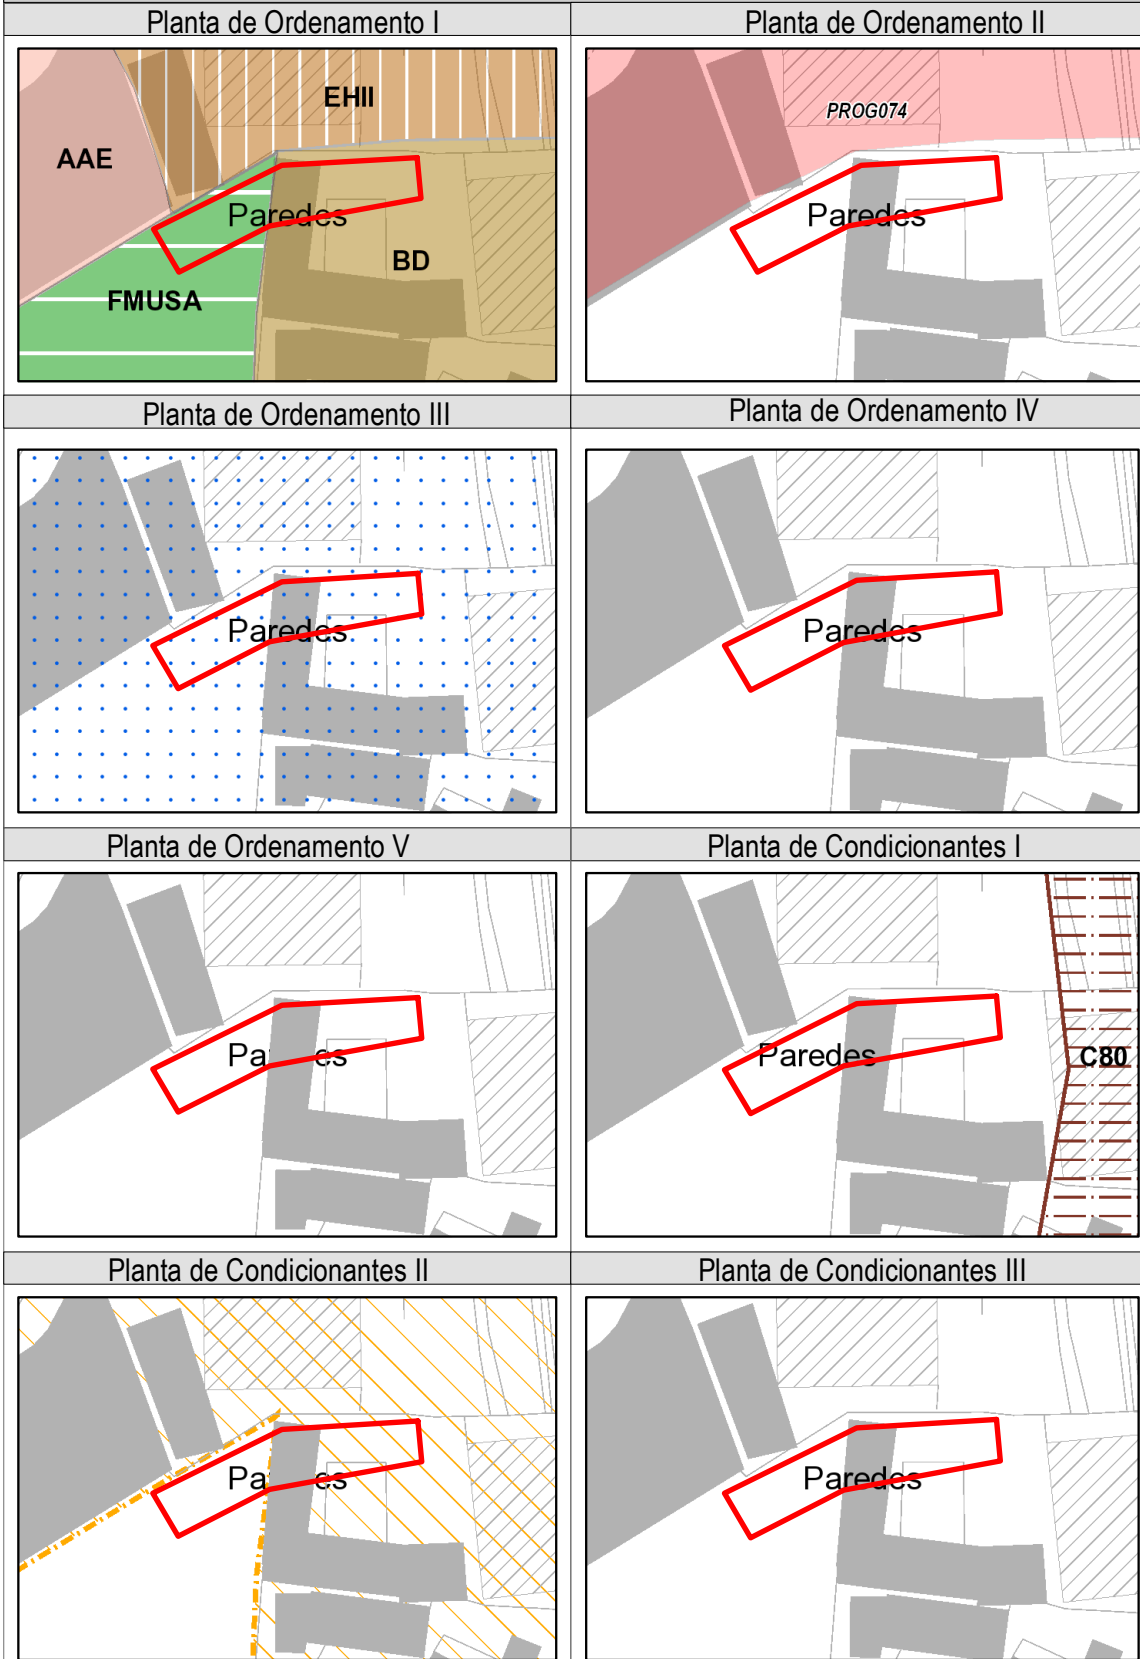 Planta de Ordenamento I
Planta de Ordenamento II
EHII
AAE
Paredes
BD
FMUSA
PROG074
Paredes
Planta de Ordenamento III
Planta de Ordenamento IV
Paredes
Paredes
Planta de Ordenamento V
Planta de Condicionantes I
Paredes
C80
Planta de Condicionantes II
Planta de Condicionantes III
Paredes